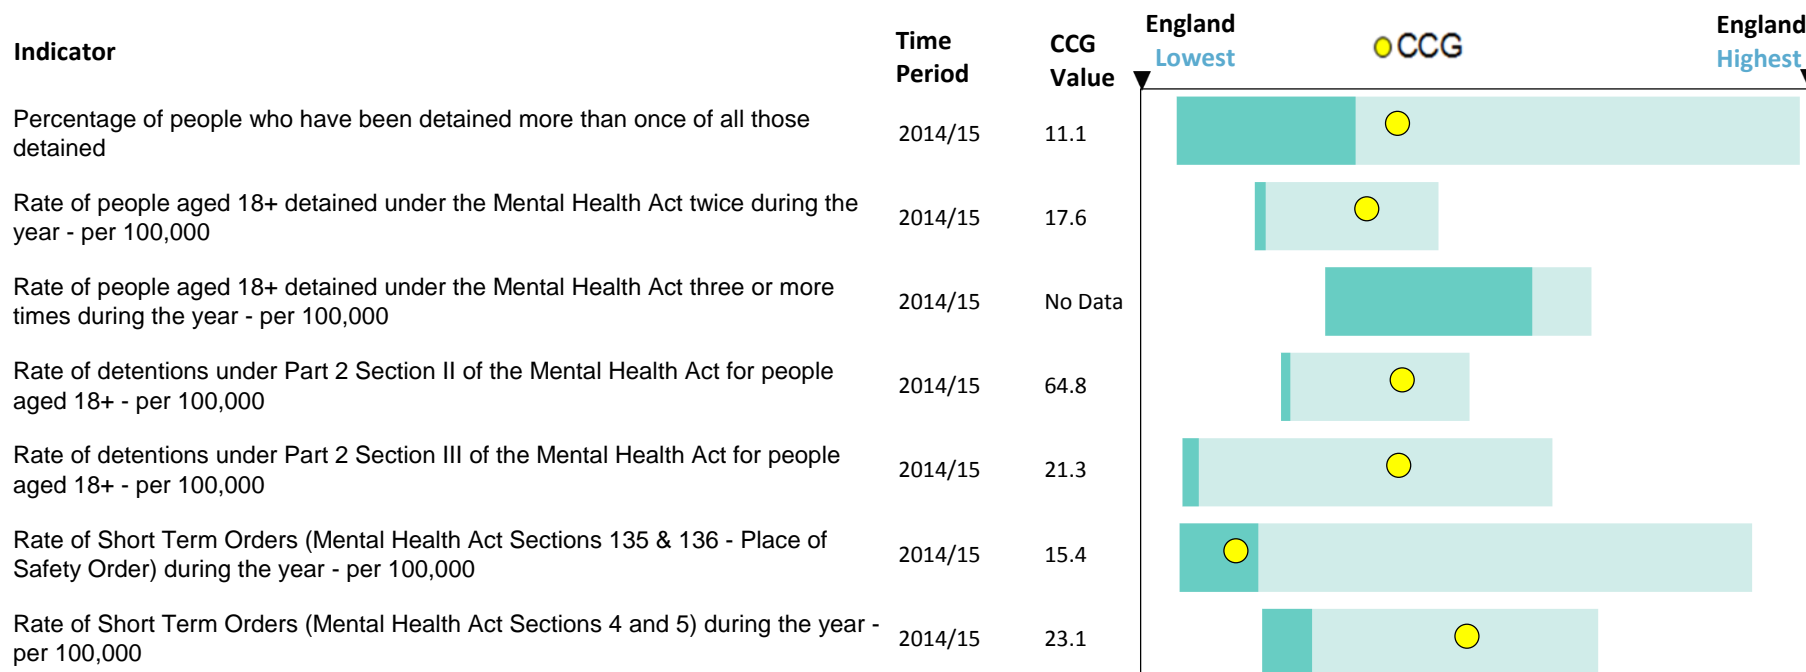 Indicator
Time
Period
CCG
Value
England
Lowest
CCG
England
Highest
Percentage of people who have been detained more than once of all those
detained
2014/15
11.1
Rate of people aged 18+ detained under the Mental Health Act twice during the
year - per 100,000
2014/15
17.6
Rate of people aged 18+ detained under the Mental Health Act three or more
times during the year - per 100,000
2014/15
No Data
Rate of detentions under Part 2 Section II of the Mental Health Act for people
aged 18+ - per 100,000
2014/15
64.8
Rate of detentions under Part 2 Section III of the Mental Health Act for people
aged 18+ - per 100,000
2014/15
21.3
Rate of Short Term Orders (Mental Health Act Sections 135 & 136 - Place of
Safety Order) during the year - per 100,000
2014/15
15.4
Rate of Short Term Orders (Mental Health Act Sections 4 and 5) during the year -
per 100,000
2014/15
23.1